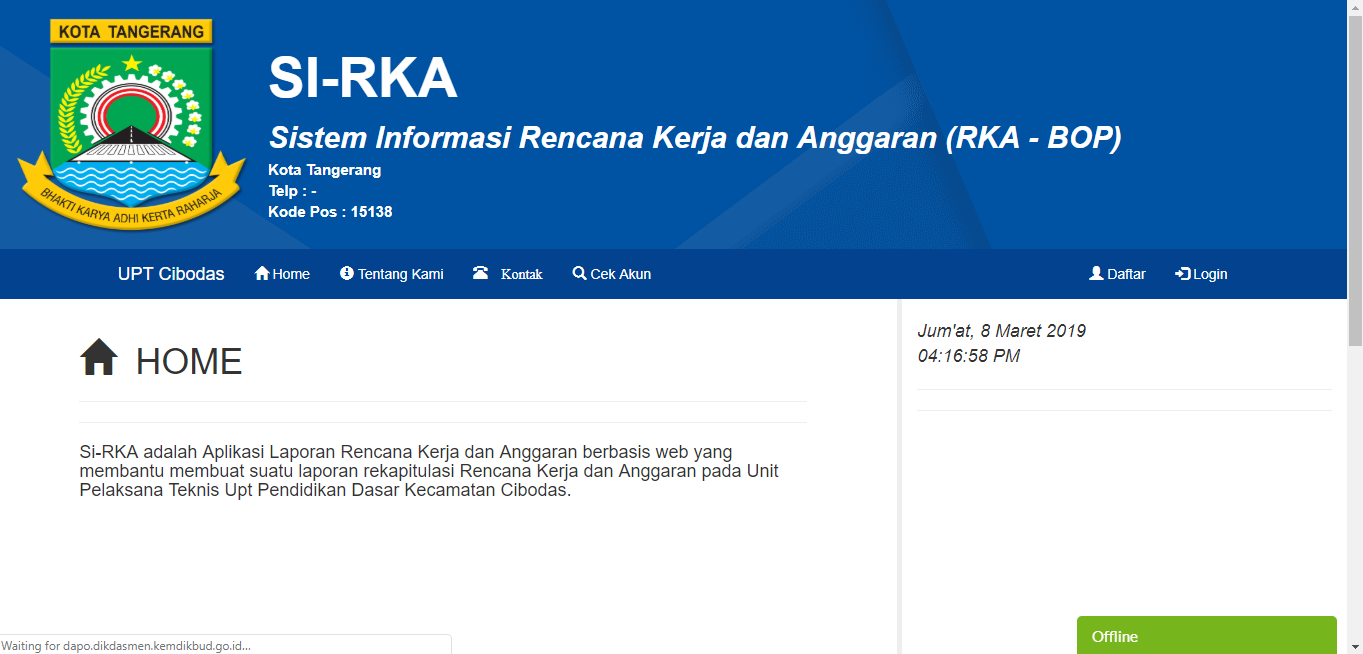 KOTA TANGERANG
BHAKTI KARYA ADHI KERTA RAHARJA
SI-RKA
Sistem Informasi Rencana Kerja dan Anggaran (RKA - BOP)
Kota Tangerang
Telp : -
Kode Pos : 15138
UPT Cibodas Home Tentang Kami Kontak Cek Akun Daftar Login
HOME
Si-RKA adalah Aplikasi Laporan Rencana Kerja dan Anggaran berbasis web yang
membantu membuat suatu laporan rekapitulasi Rencana Kerja dan Anggaran pada Unit
Pelaksana Teknis Upt Pendidikan Dasar Kecamatan Cibodas.
Jum'at, 8 Maret 2019
04:16:58 PM
Offline
Waiting for dapo.dikdasmen.kemdikbud.go.id...